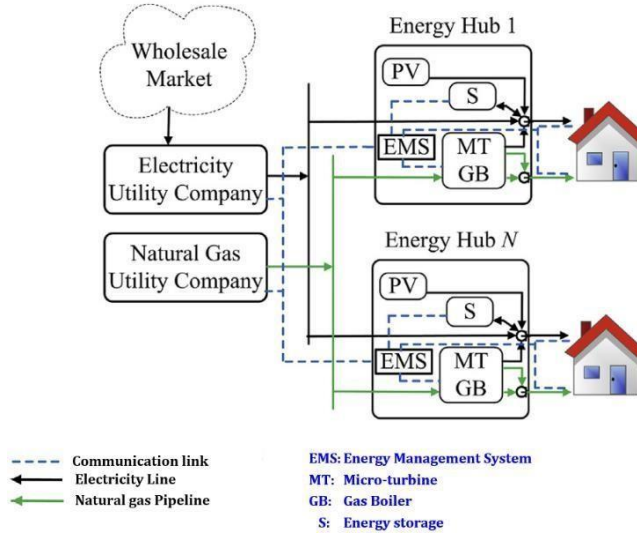 Wholesale
Market
Energy Hub 1
PV
S
EMS
MT
GB
Electricity
Utility Company
Natural Gas
Utility Company
Energy Hub N
PV
S
EMS
MT
GB
Communication link
Electricity Line
Natural gas Pipeline
EMS: Energy Management System
MT: Micro-turbine
GB: Gas Boiler
S: Energy storage